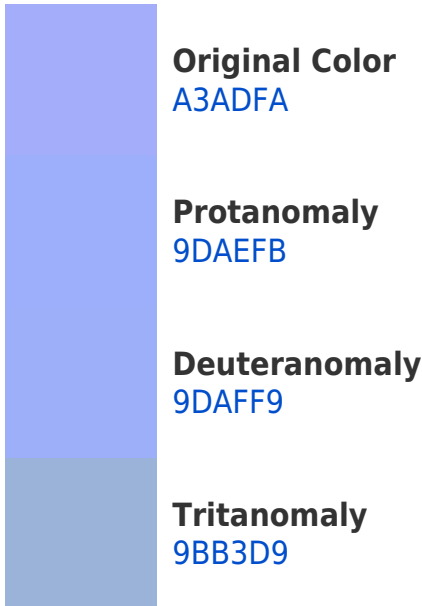 Original Color
A3ADFA
Protanomaly
9DAEFB
Deuteranomaly
9DAFF9
Tritanomaly
9BB3D9